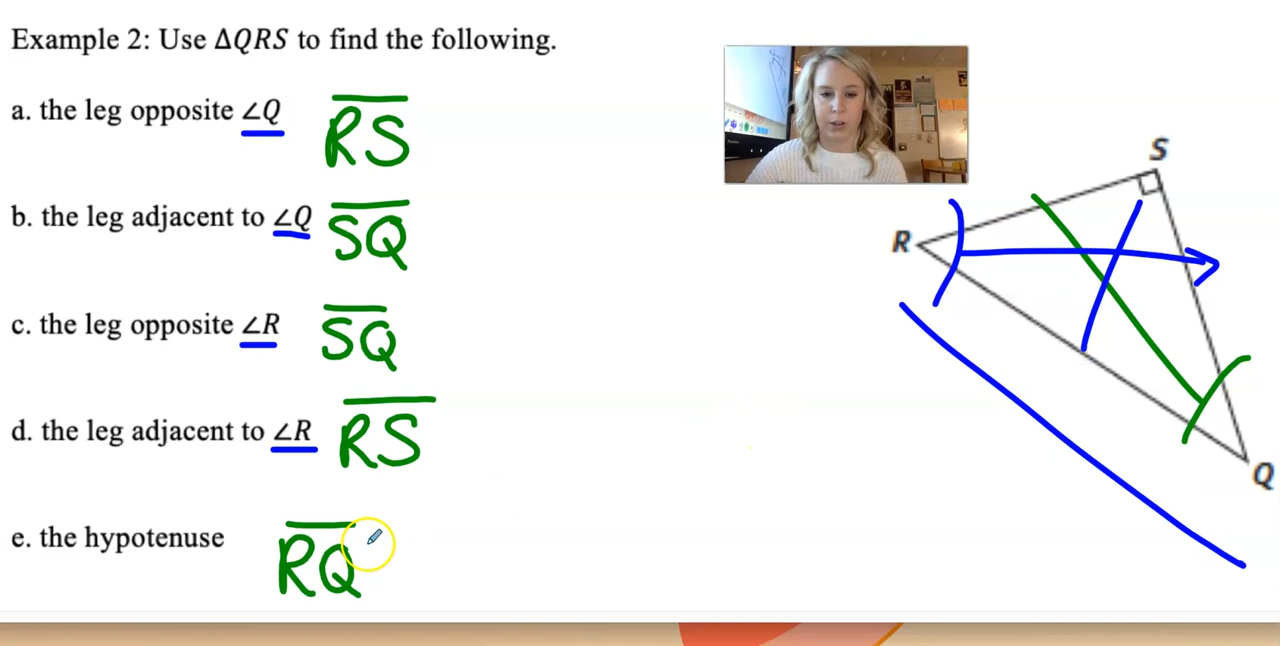 Example 2: Use ΔQRS to find the following.
a. the leg opposite ∠Q RS
b. the leg adjacent to ∠Q SQ
c. the leg opposite ∠R SQ
d. the leg adjacent to ∠R RS
e. the hypotenuse RQ
S
R
Q